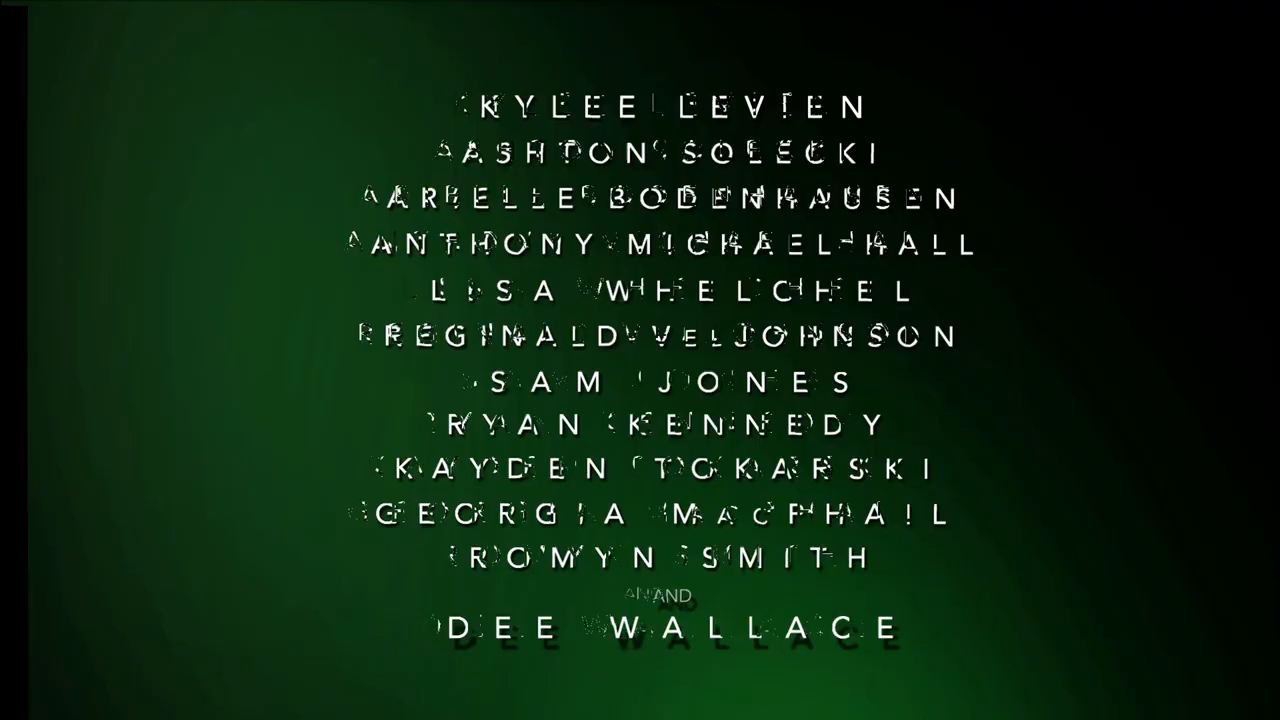 KYLEE LEVIEN
ASHTON SOLECKI
ARIELLE BODENHAUSEN
ANTHONY MICHAEL HALL
LISA WHELCHEL
REGINALD VELJOHNSON
SAM JONES
RYAN KENNEDY
KAYDEN TOKARSKI
GEORGIA MACPHAIL
ROMYN SMITH
AND
DEE WALLACE